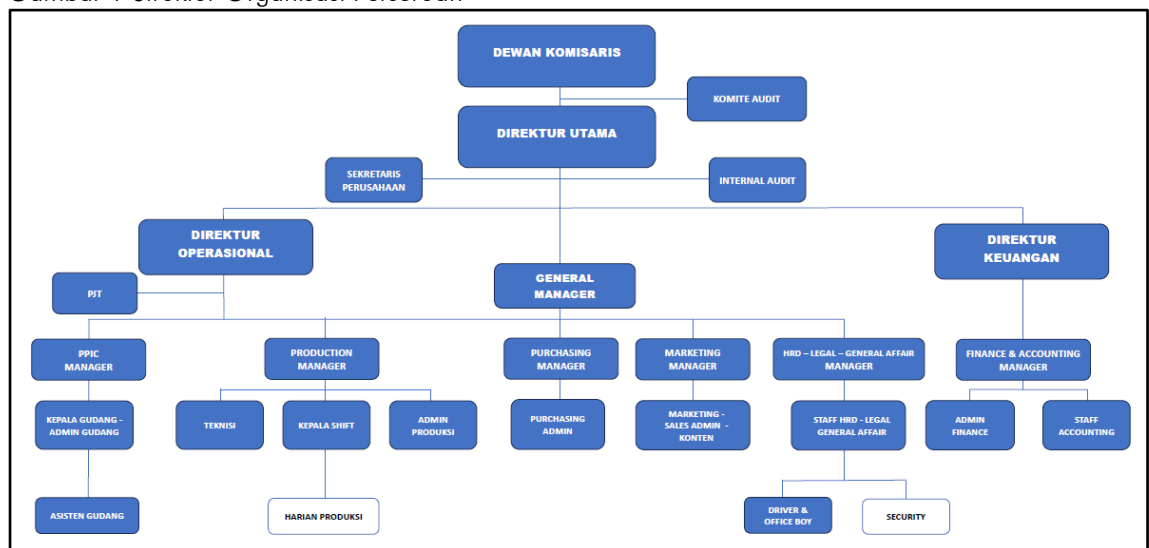 DEWAN KOMISARIS
KOMITE AUDIT
DIREKTUR UTAMA
SEKRETARIS
PERUSAHAAN
INTERNAL AUDIT
DIREKTUR
OPERASIONAL
DIREKTUR
KEUANGAN
GENERAL
MANAGER
PJT
PPIC
MANAGER
PRODUCTION
MANAGER
PURCHASING
MANAGER
MARKETING
MANAGER
HRD – LEGAL – GENERAL AFFAIR
MANAGER
FINANCE & ACCOUNTING
MANAGER
KEPALA GUDANG -
ADMIN GUDANG
TEKNISI
KEPALA SHIFT
ADMIN
PRODUKSI
PURCHASING
ADMIN
MARKETING -
SALES ADMIN -
KONTEN
STAFF HRD - LEGAL
GENERAL AFFAIR
ADMIN
FINANCE
STAFF
ACCOUNTING
ASISTEN GUDANG
HARIAN PRODUKSI
DRIVER &
OFFICE BOY
SECURITY